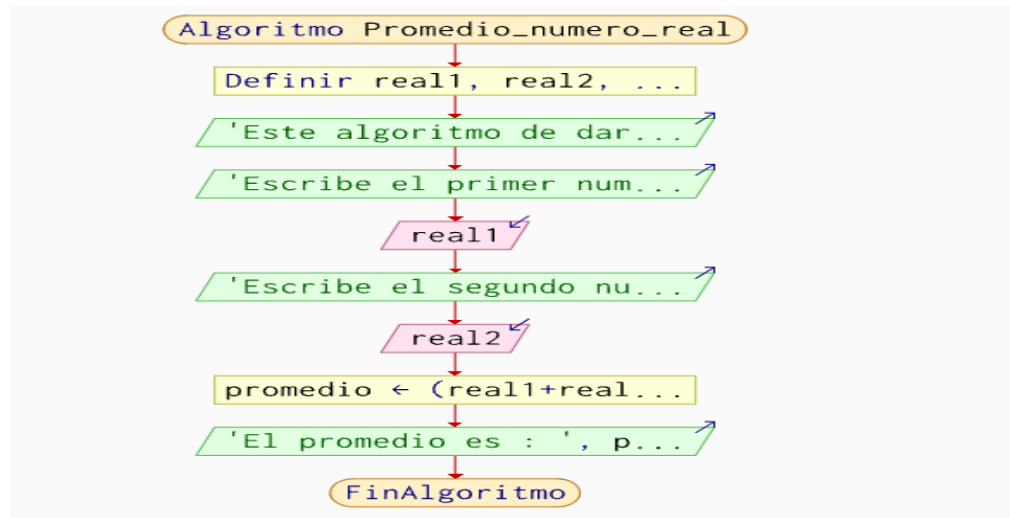 Algoritmo Promedio_numero_real
Definir real1, real2, ...
'Este algoritmo de dar...
'Escribe el primer num...
real1
'Escribe el segundo nu...
real2
promedio ← (real1+real...
'El promedio es : ', p...
FinAlgoritmo